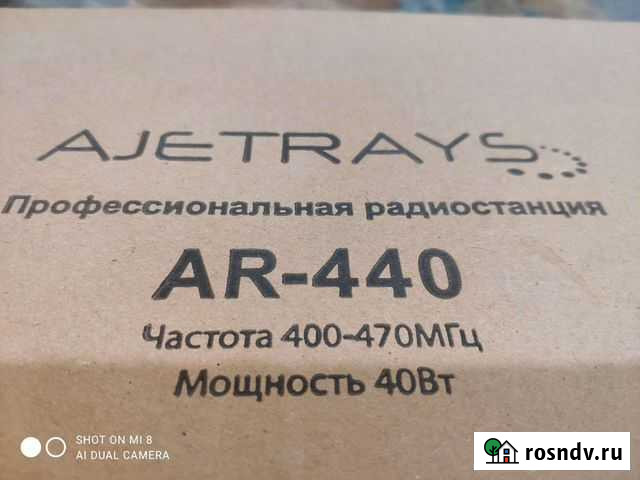 AJETRAYS
Профессиональная радиостанция
AR-440
Частота 400-470МГц
Мощность 40Вт
SHOT ON MI 8
AI DUAL CAMERA
rosndv.ru